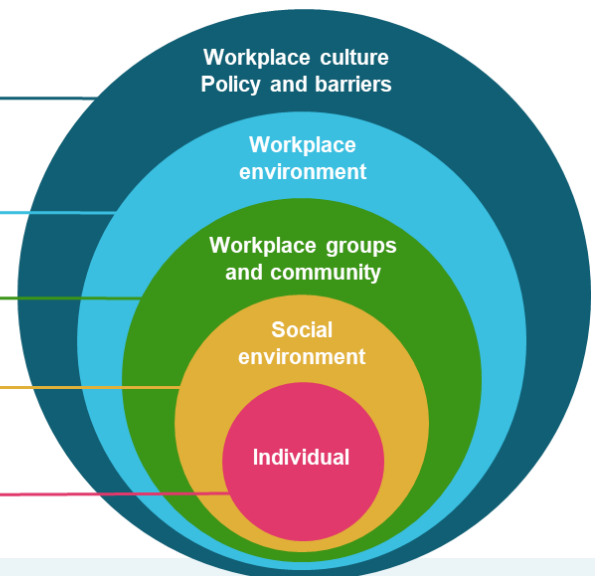 Workplace culture
Policy and barriers
Workplace
environment
Workplace groups
and community
Social
environment
Individual